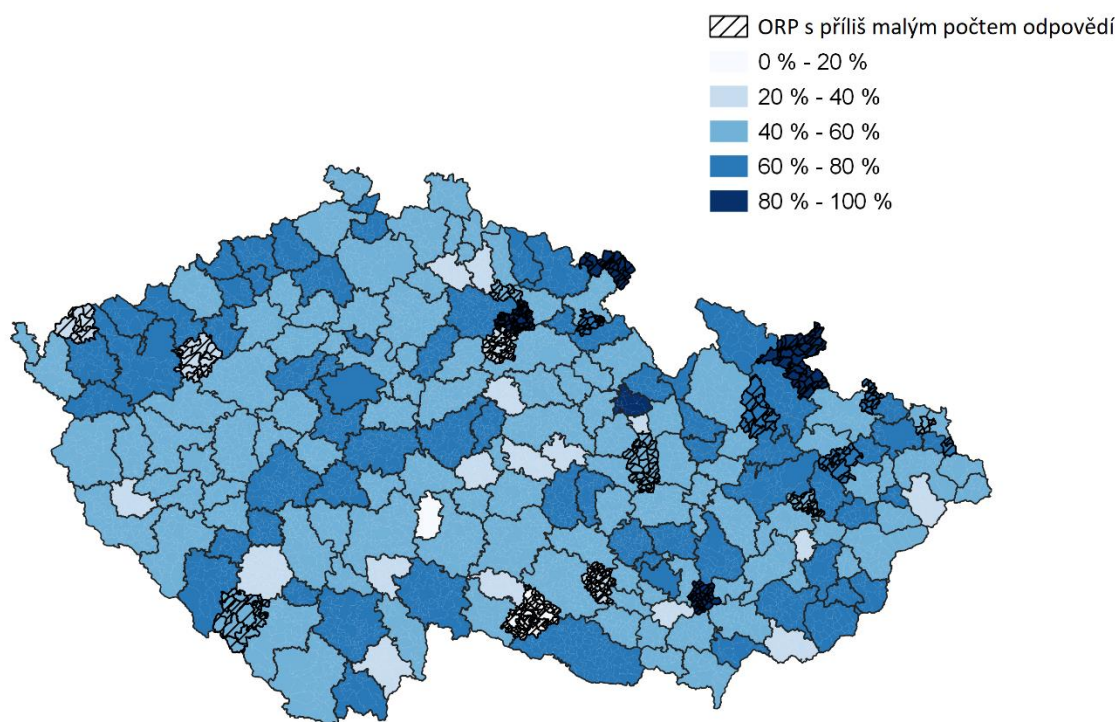 ORP s příliš malým počtem odpovědí
0 % - 20 %
20 % - 40 %
40 % - 60 %
60 % - 80 %
80 % - 100 %